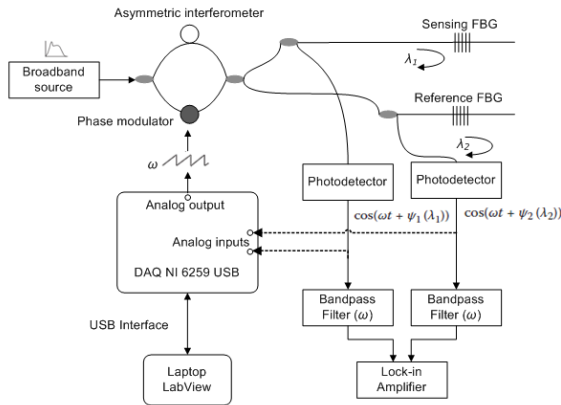 Asymmetric interferometer
Sensing FBG
λ₁
Broadband
source
Reference FBG
Phase modulator
λ₂
ω
Photodetector
Photodetector
Analog output
cos(ωt + ψ₁(λ₁))
cos(ωt + ψ₂(λ₂))
Analog inputs
DAQ NI 6259 USB
Bandpass
Filter (ω)
Bandpass
Filter (ω)
USB Interface
Laptop
LabView
Lock-in
Amplifier